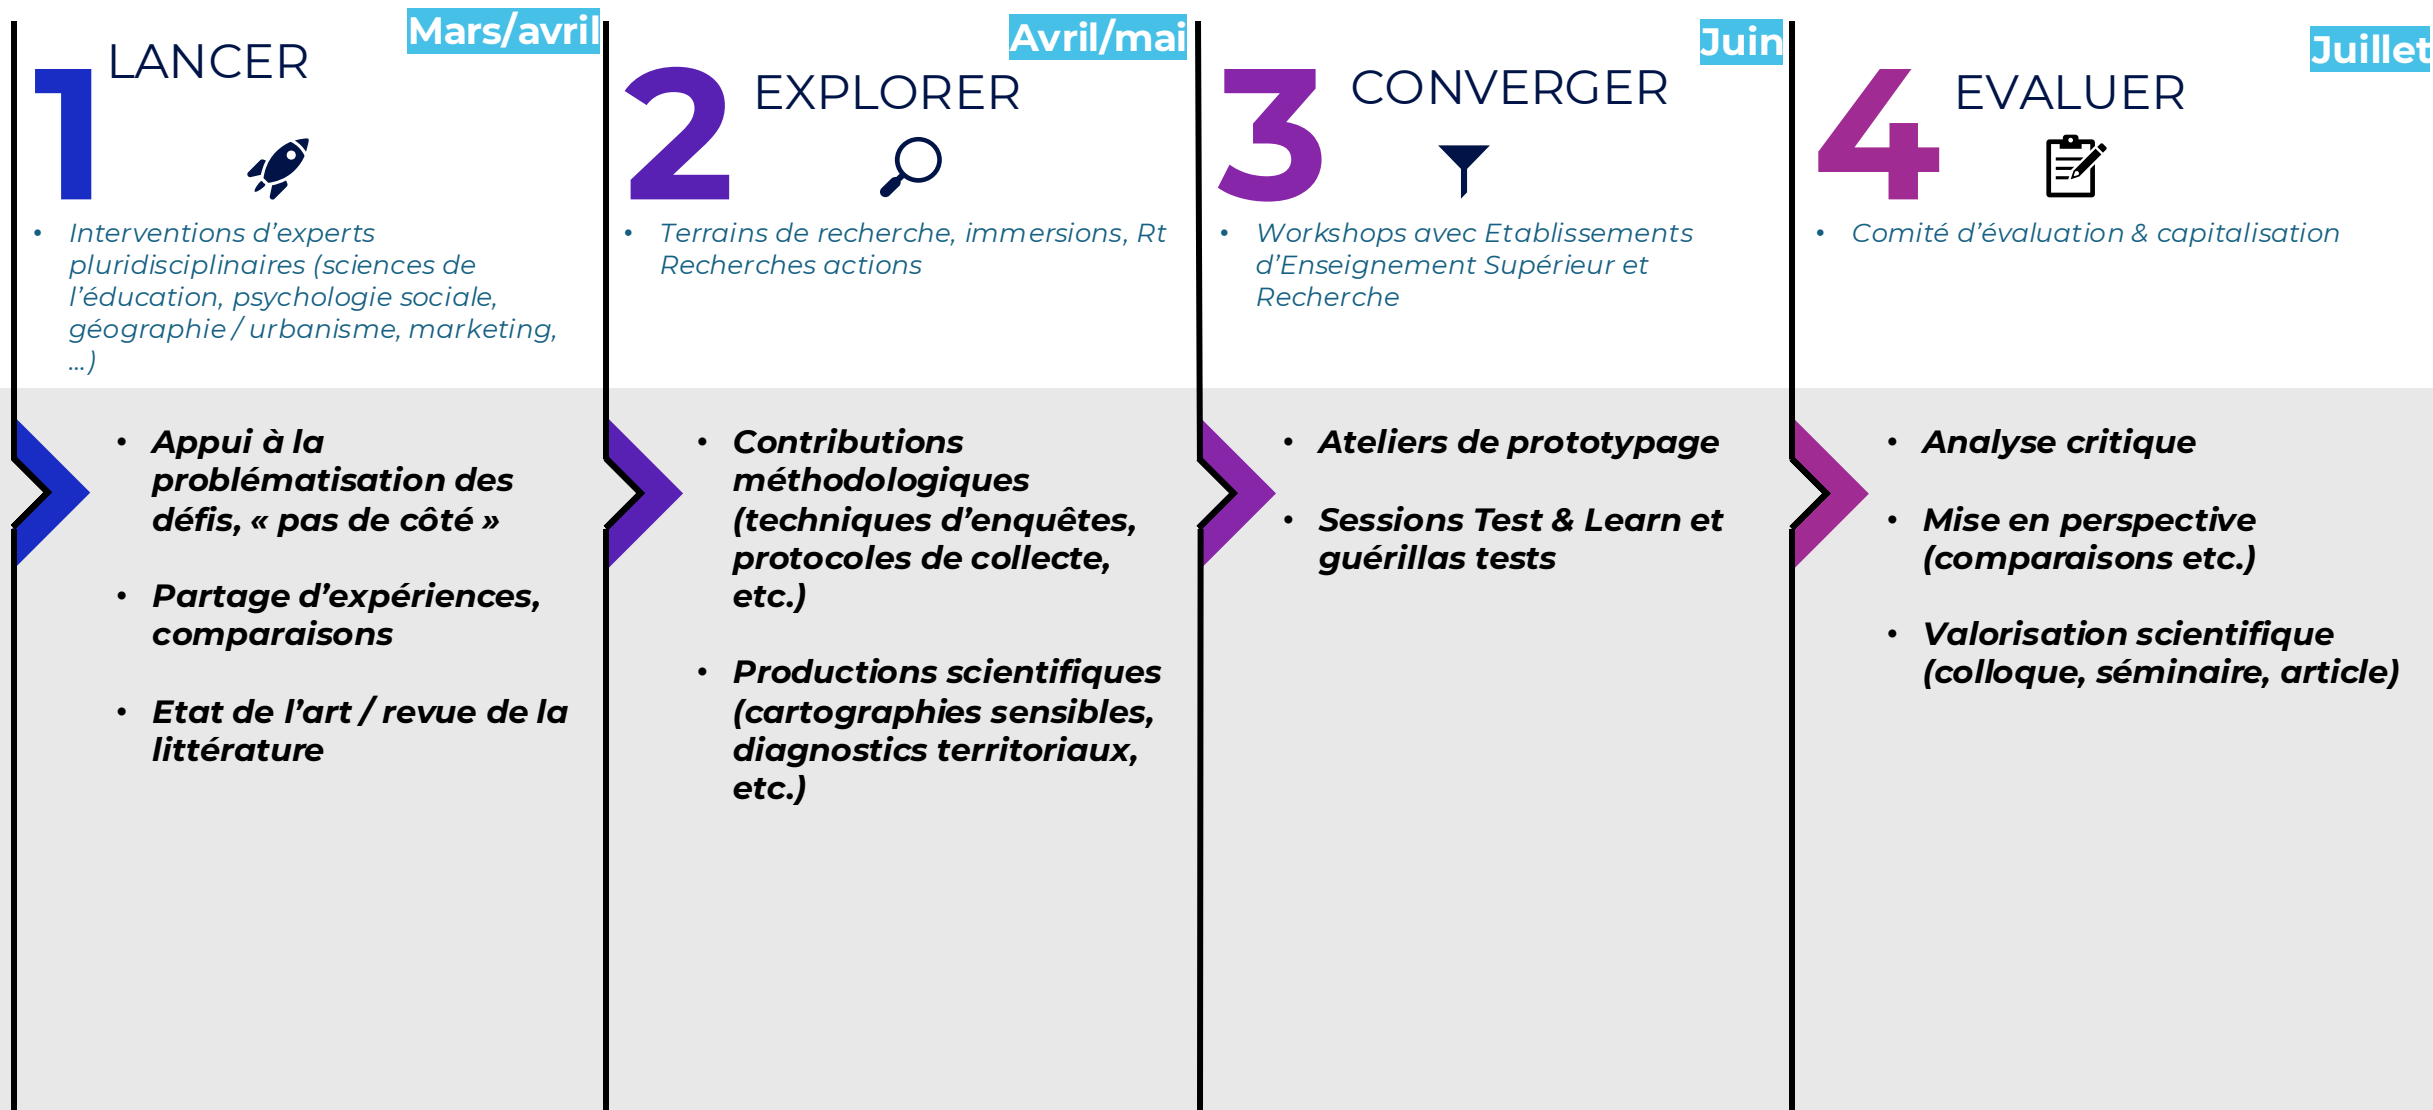 Mars/avril
1
LANCER
• Interventions d’experts
pluridisciplinaires (sciences de
l’éducation, psychologie sociale,
géographie / urbanisme, marketing,
…)
• Appui à la
problématisation des
défis, « pas de côté »
• Partage d’expériences,
comparaisons
• Etat de l’art / revue de la
littérature
Avril/mai
2
EXPLORER
• Terrains de recherche, immersions, Rt
Recherches actions
• Contributions
méthodologiques
(techniques d’enquêtes,
protocoles de collecte,
etc.)
• Productions scientifiques
(cartographies sensibles,
diagnostics territoriaux,
etc.)
Juin
3
CONVERGER
• Workshops avec Etablissements
d’Enseignement Supérieur et
Recherche
• Ateliers de prototypage
• Sessions Test & Learn et
guérillas tests
Juillet
4
EVALUER
• Comité d’évaluation & capitalisation
• Analyse critique
• Mise en perspective
(comparaisons etc.)
• Valorisation scientifique
(colloque, séminaire, article)